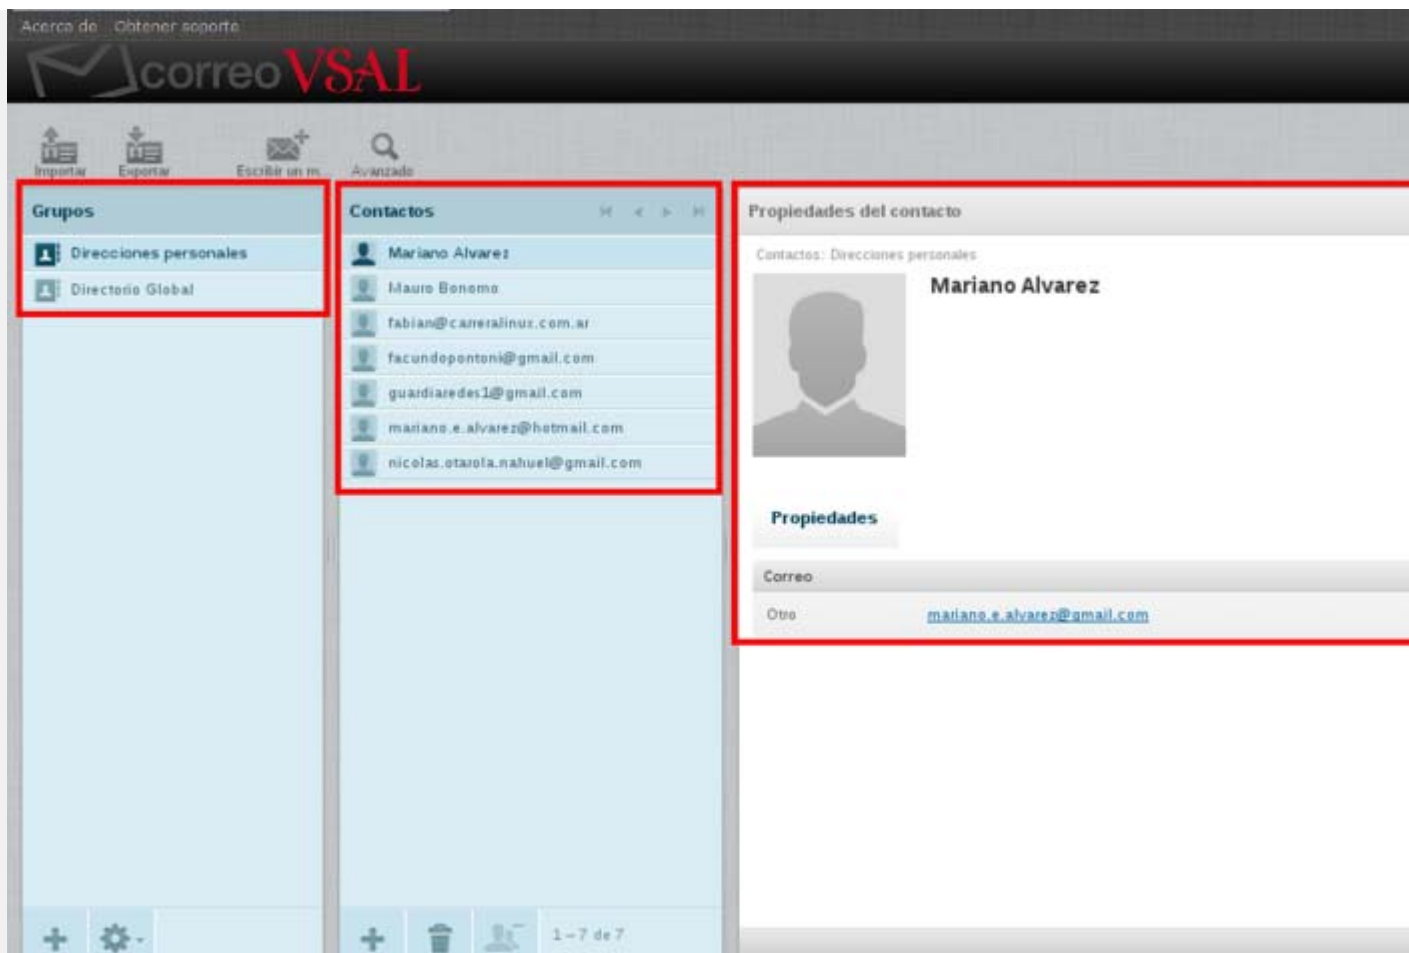 Acerca de Obtener soporte
correo VSAL
Importar Exportar Escribir un m... Avanzado
Grupos
Direcciones personales
Directorio Global
Contactos
Mariano Alvarez
Mauro Bonomo
fabian@carreralinux.com.ar
facundopontoni@gmail.com
guardiaredes1@gmail.com
mariano.e.alvarez@hotmail.com
nicolas.otarola.nahuel@gmail.com
1 – 7 de 7
Propiedades del contacto
Contactos: Direcciones personales
Mariano Alvarez
Propiedades
Correo
Otro mariano.e.alvarez@gmail.com